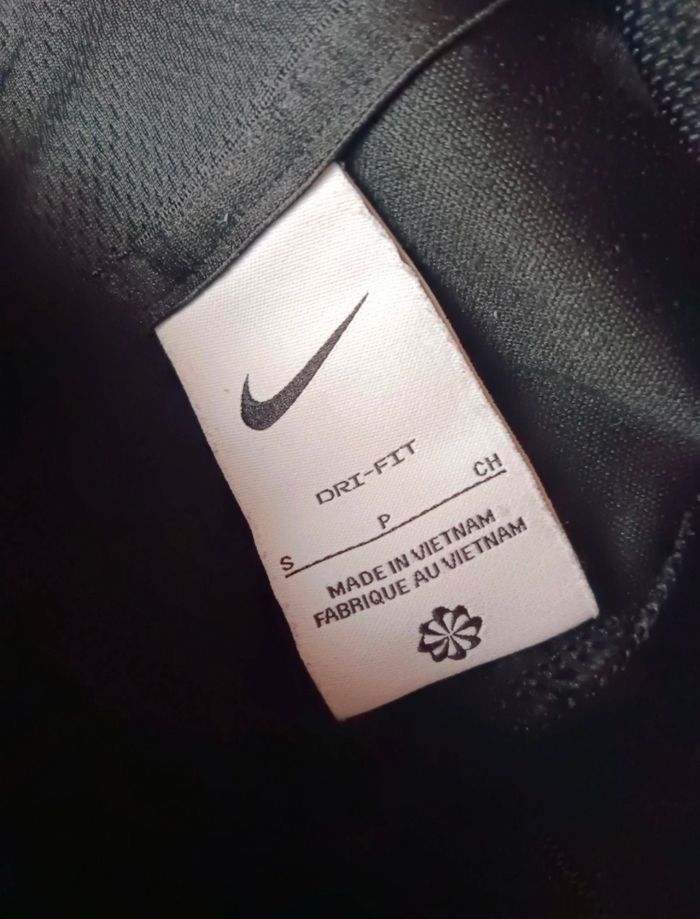 DRI-FIT
S P CH
MADE IN VIETNAM
FABRIQUE AU VIETNAM